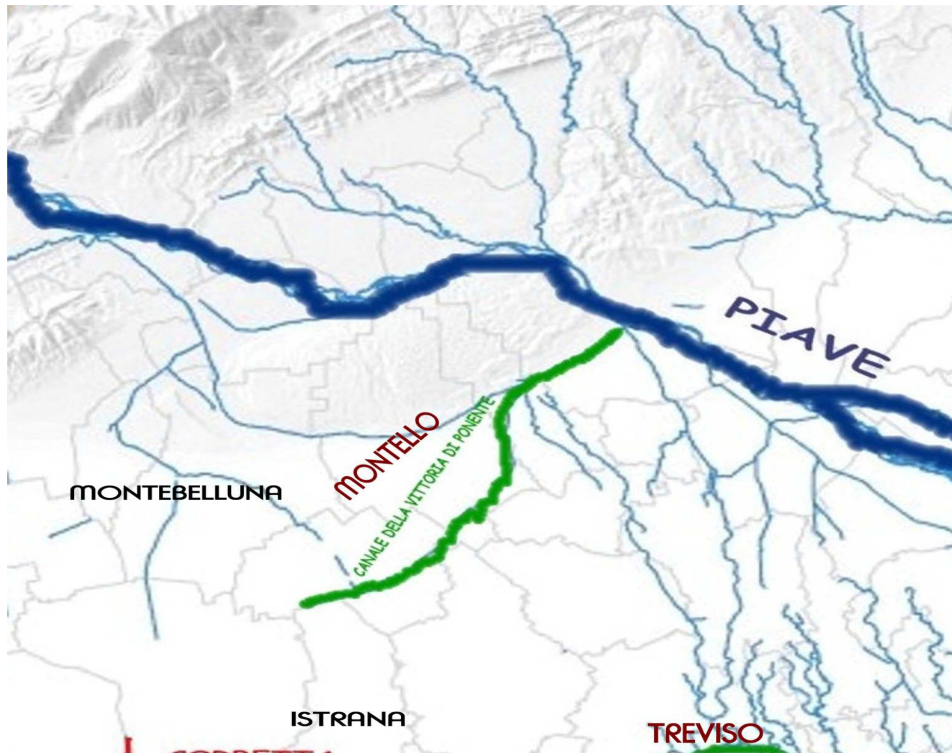 PIAVE
MONTELLO
CANALE DELLA VITTORIA DI PONENTE
MONTEBELLUNA
ISTRANA
TREVISO